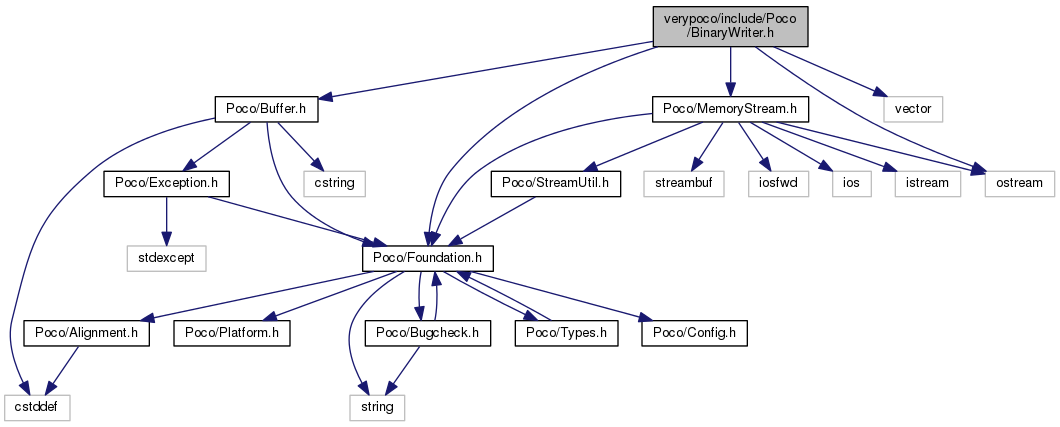 verypoco/include/Poco
/BinaryWriter.h
Poco/Buffer.h
Poco/MemoryStream.h
vector
Poco/Exception.h
cstring
Poco/StreamUtil.h
streambuf
iosfwd
ios
istream
ostream
stdexcept
Poco/Foundation.h
Poco/Alignment.h
Poco/Platform.h
Poco/Bugcheck.h
Poco/Types.h
Poco/Config.h
cstddef
string